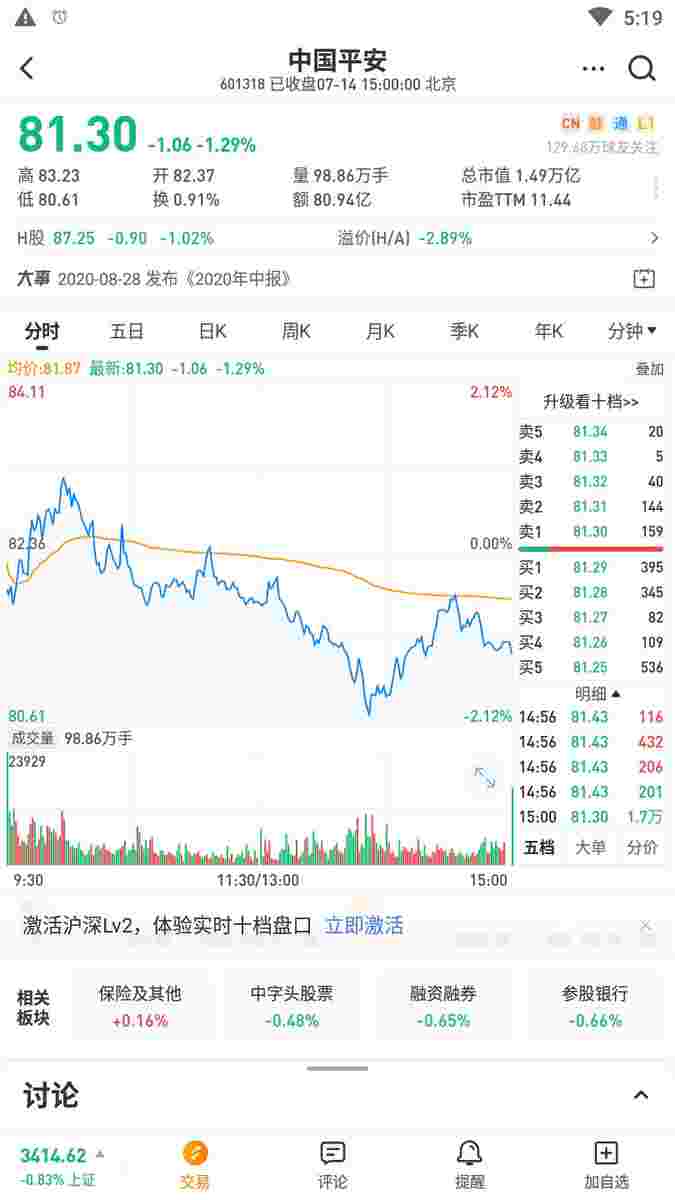 5:19
中国平安
601318 已收盘07-14 15:00:00 北京
81.30 -1.06 -1.29%
CN 融 通 L1
129.68万球友关注
高 83.23 开 82.37 量 98.86万手 总市值 1.49万亿
低 80.61 换 0.91% 额 80.94亿 市盈TTM 11.44
H股 87.25 -0.90 -1.02% 溢价(H/A) -2.89%
大事 2020-08-28 发布《2020年中报》
分时 五日 日K 周K 月K 季K 年K 分钟
均价:81.87 最新:81.30 -1.06 -1.29% 叠加
84.11 2.12%
82.36 0.00%
80.61 -2.12%
成交量 98.86万手
23929
9:30 11:30/13:00 15:00
升级看十档>>
卖5 81.34 20
卖4 81.33 5
卖3 81.32 40
卖2 81.31 144
卖1 81.30 159
买1 81.29 395
买2 81.28 345
买3 81.27 82
买4 81.26 109
买5 81.25 536
明细
14:56 81.43 116
14:56 81.43 432
14:56 81.43 206
14:56 81.43 201
15:00 81.30 1.7万
五档 大单 分价
激活沪深Lv2，体验实时十档盘口 立即激活
相关板块
保险及其他 中字头股票 融资融券 参股银行
+0.16% -0.48% -0.65% -0.66%
讨论
3414.62
-0.83% 上证
交易 评论 提醒 加自选